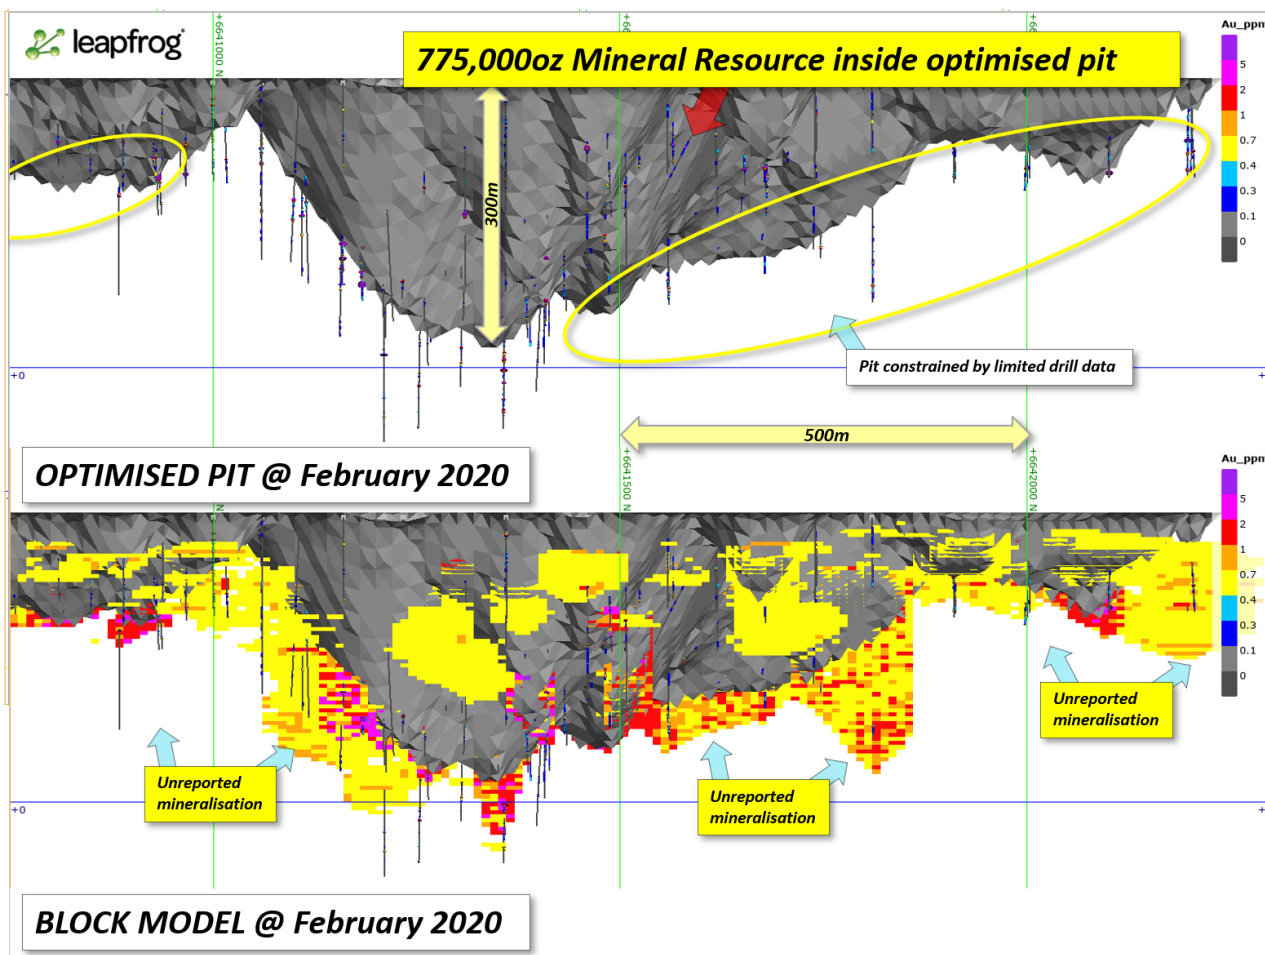 leapfrog
+6641000 N
775,000oz Mineral Resource inside optimised pit
Au_ppm
5
2
1
0.7
0.4
0.3
0.1
0
300m
Pit constrained by limited drill data
+0
500m
OPTIMISED PIT @ February 2020
+6641500 N
+6642000 N
N
Au_ppm
5
2
1
0.7
0.4
0.3
0.1
0
Unreported
mineralisation
Unreported
mineralisation
Unreported
mineralisation
+0
BLOCK MODEL @ February 2020